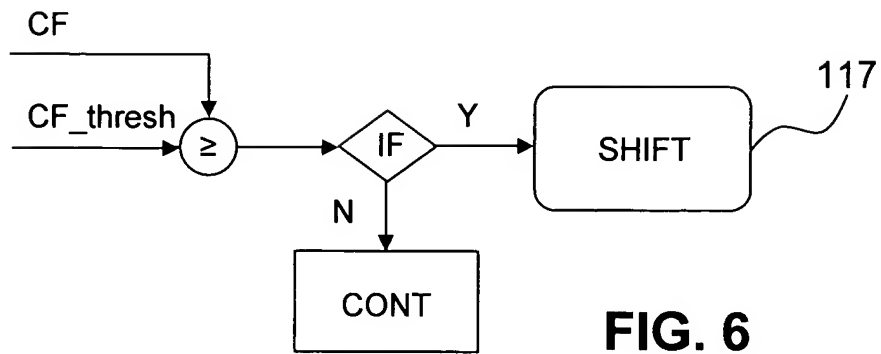 CF
117
CF_thresh
≥
IF
Y
SHIFT
N
CONT
FIG. 6